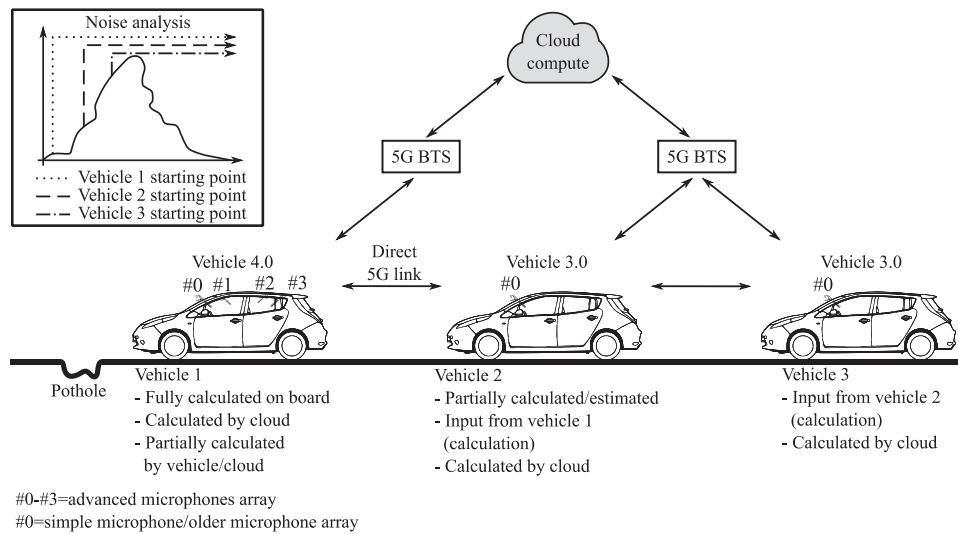 Noise analysis
Vehicle 1 starting point
Vehicle 2 starting point
Vehicle 3 starting point
Cloud
compute
5G BTS
5G BTS
Vehicle 4.0
#0 #1 #2 #3
Direct
5G link
Vehicle 3.0
#0
Vehicle 3.0
#0
Pothole
Vehicle 1
- Fully calculated on board
- Calculated by cloud
- Partially calculated
by vehicle/cloud
Vehicle 2
- Partially calculated/estimated
- Input from vehicle 1
(calculation)
- Calculated by cloud
Vehicle 3
- Input from vehicle 2
(calculation)
- Calculated by cloud
#0-#3=advanced microphones array
#0=simple microphone/older microphone array